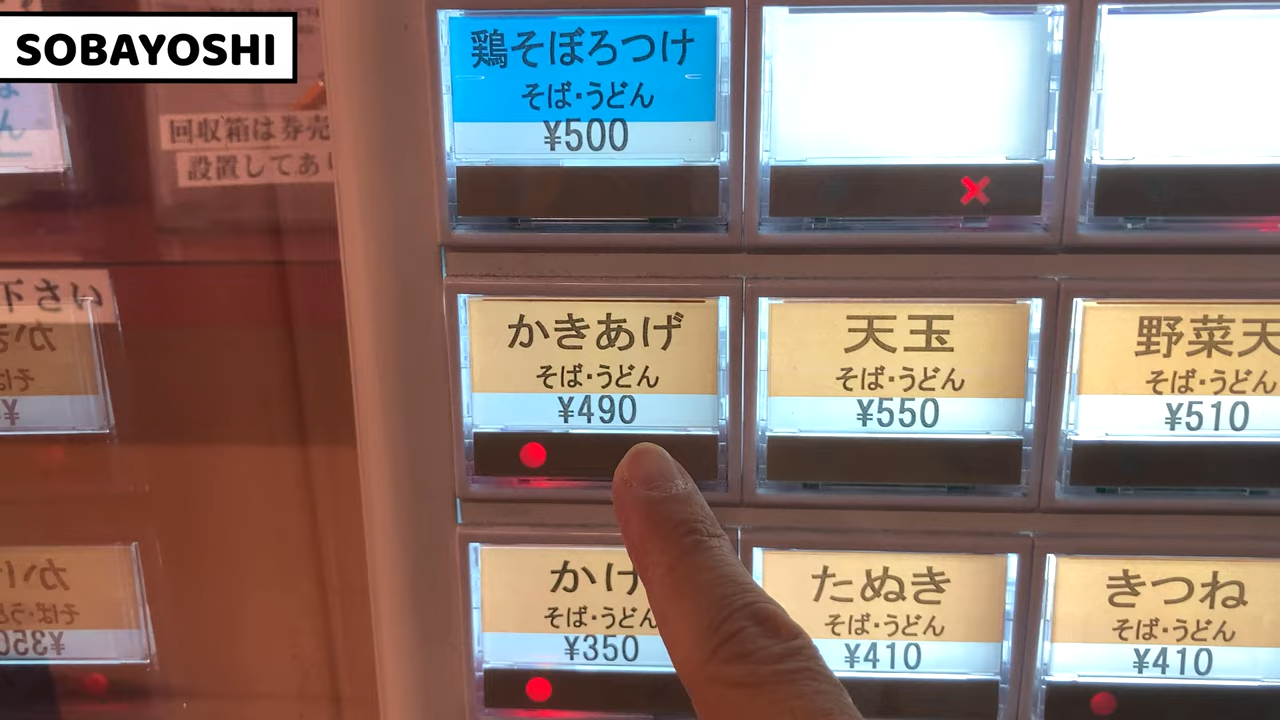 SOBAYOSHI
鶏そぼろつけ
そば・うどん
¥500
回収箱は券売
設置してあり
下さい
かきあげ
そば・うどん
¥490
天玉
そば・うどん
¥550
野菜天
そば・うどん
¥510
かけ
そば・うどん
¥350
たぬき
そば・うどん
¥410
きつね
そば・うどん
¥410